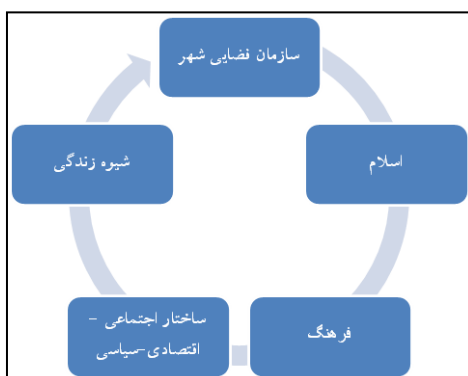 سازمان فضایی شهر
اسلام
فرهنگ
ساختار اجتماعی -
اقتصادی-سیاسی
شیوه زندگی